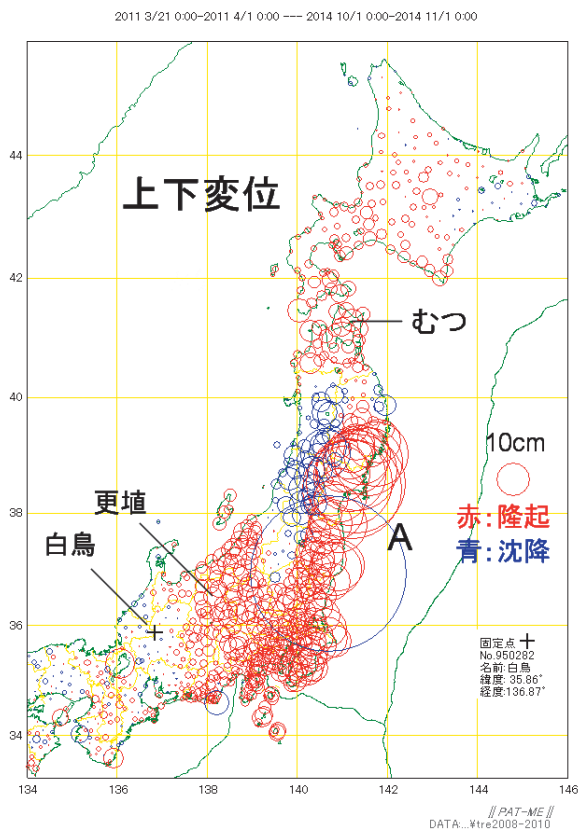 2011 3/21 0:00-2011 4/1 0:00 --- 2014 10/1 0:00-2014 11/1 0:00
上下変位
むつ
10cm
赤:隆起
青:沈降
A
更埴
白鳥
固定点 +
No.950282
名前:白鳥
緯度: 35.86°
経度:136.87°
44
42
40
38
36
34
134
136
138
140
142
144
146
// PAT-ME //
DATA:...¥tre2008-2010